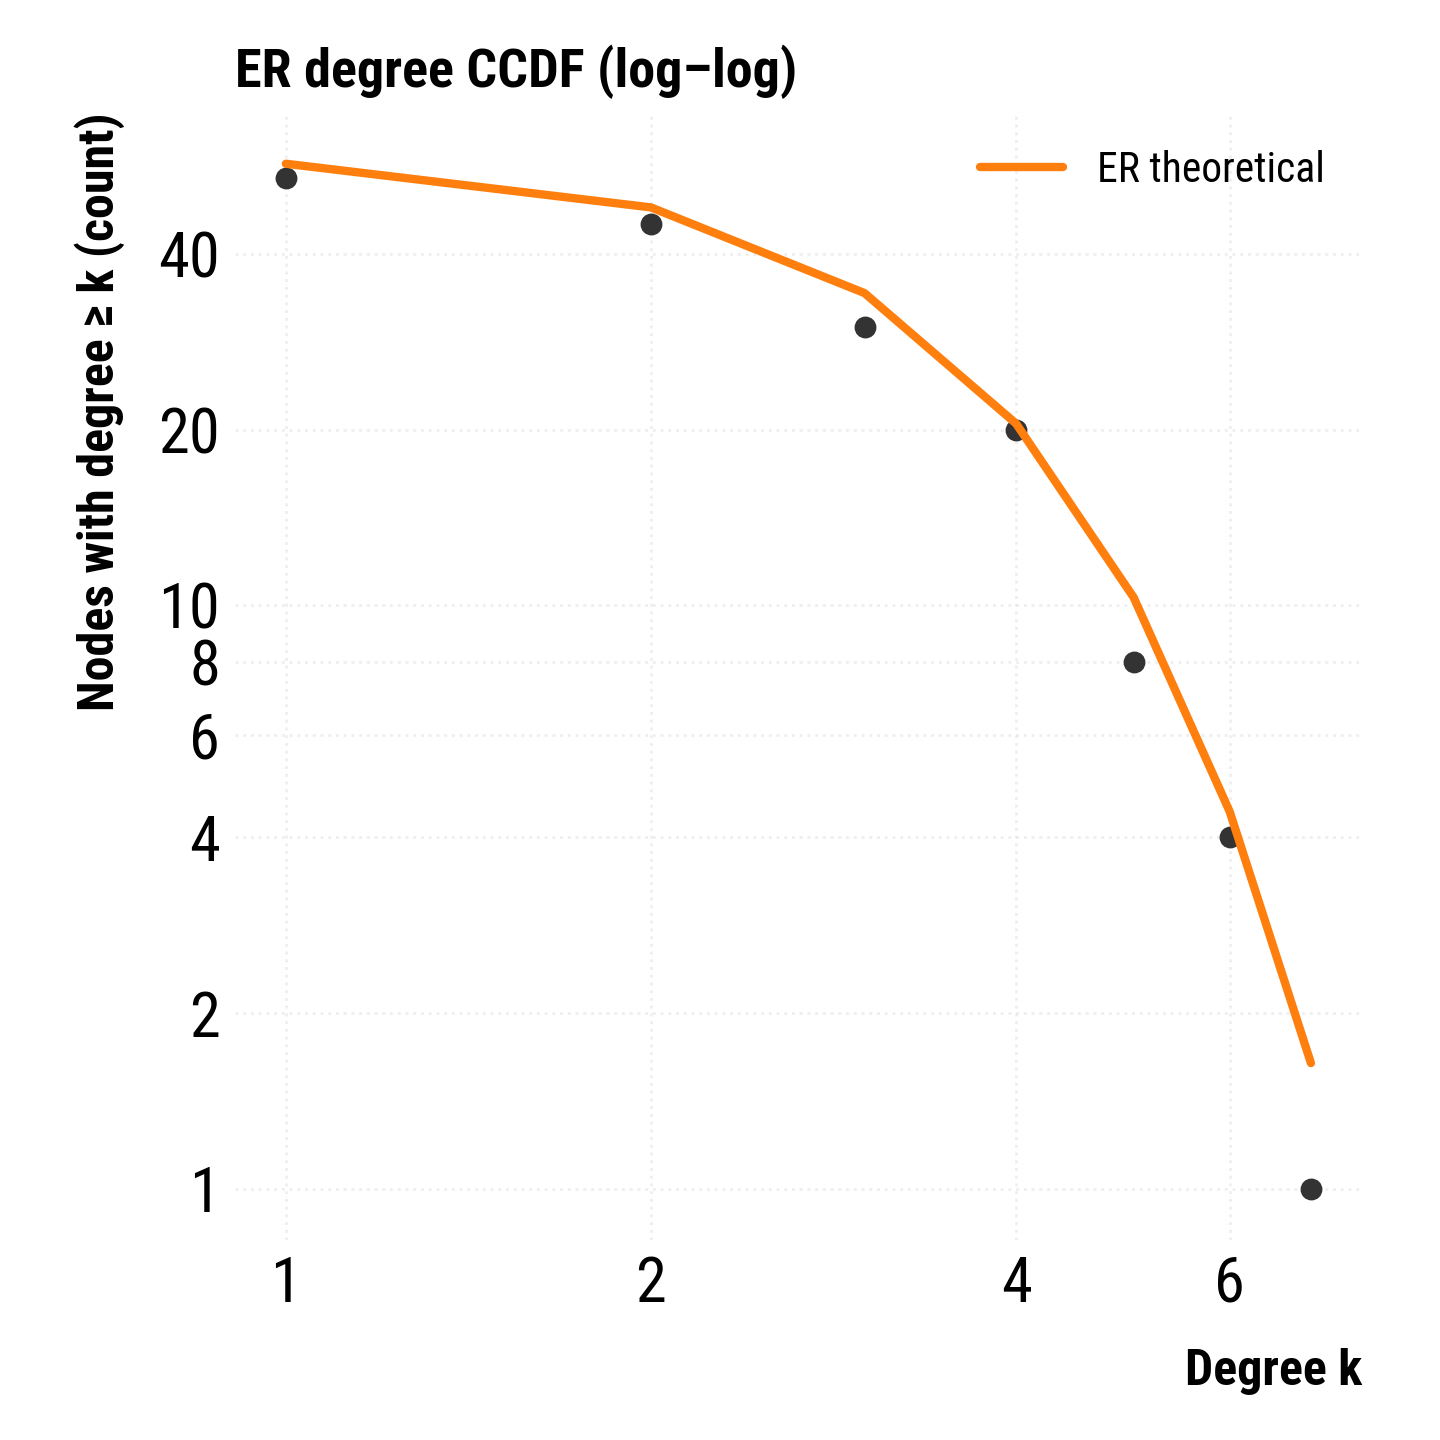 ER degree CCDF (log−log)
Nodes with degree ≥ k (count)
ER theoretical
40
20
10
8
6
4
2
1
1 2 4 6
Degree k